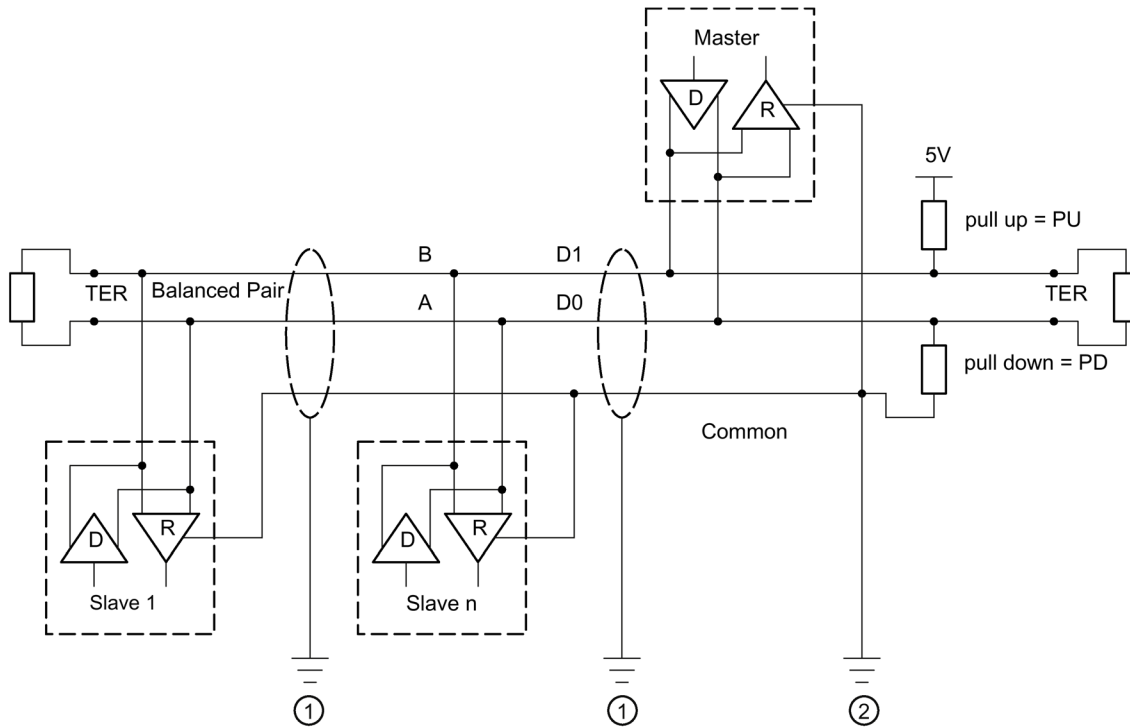 Master
D
R
5V
pull up = PU
B
D1
TER
Balanced Pair
A
D0
TER
pull down = PD
Common
D
R
D
R
Slave 1
Slave n
1
1
2